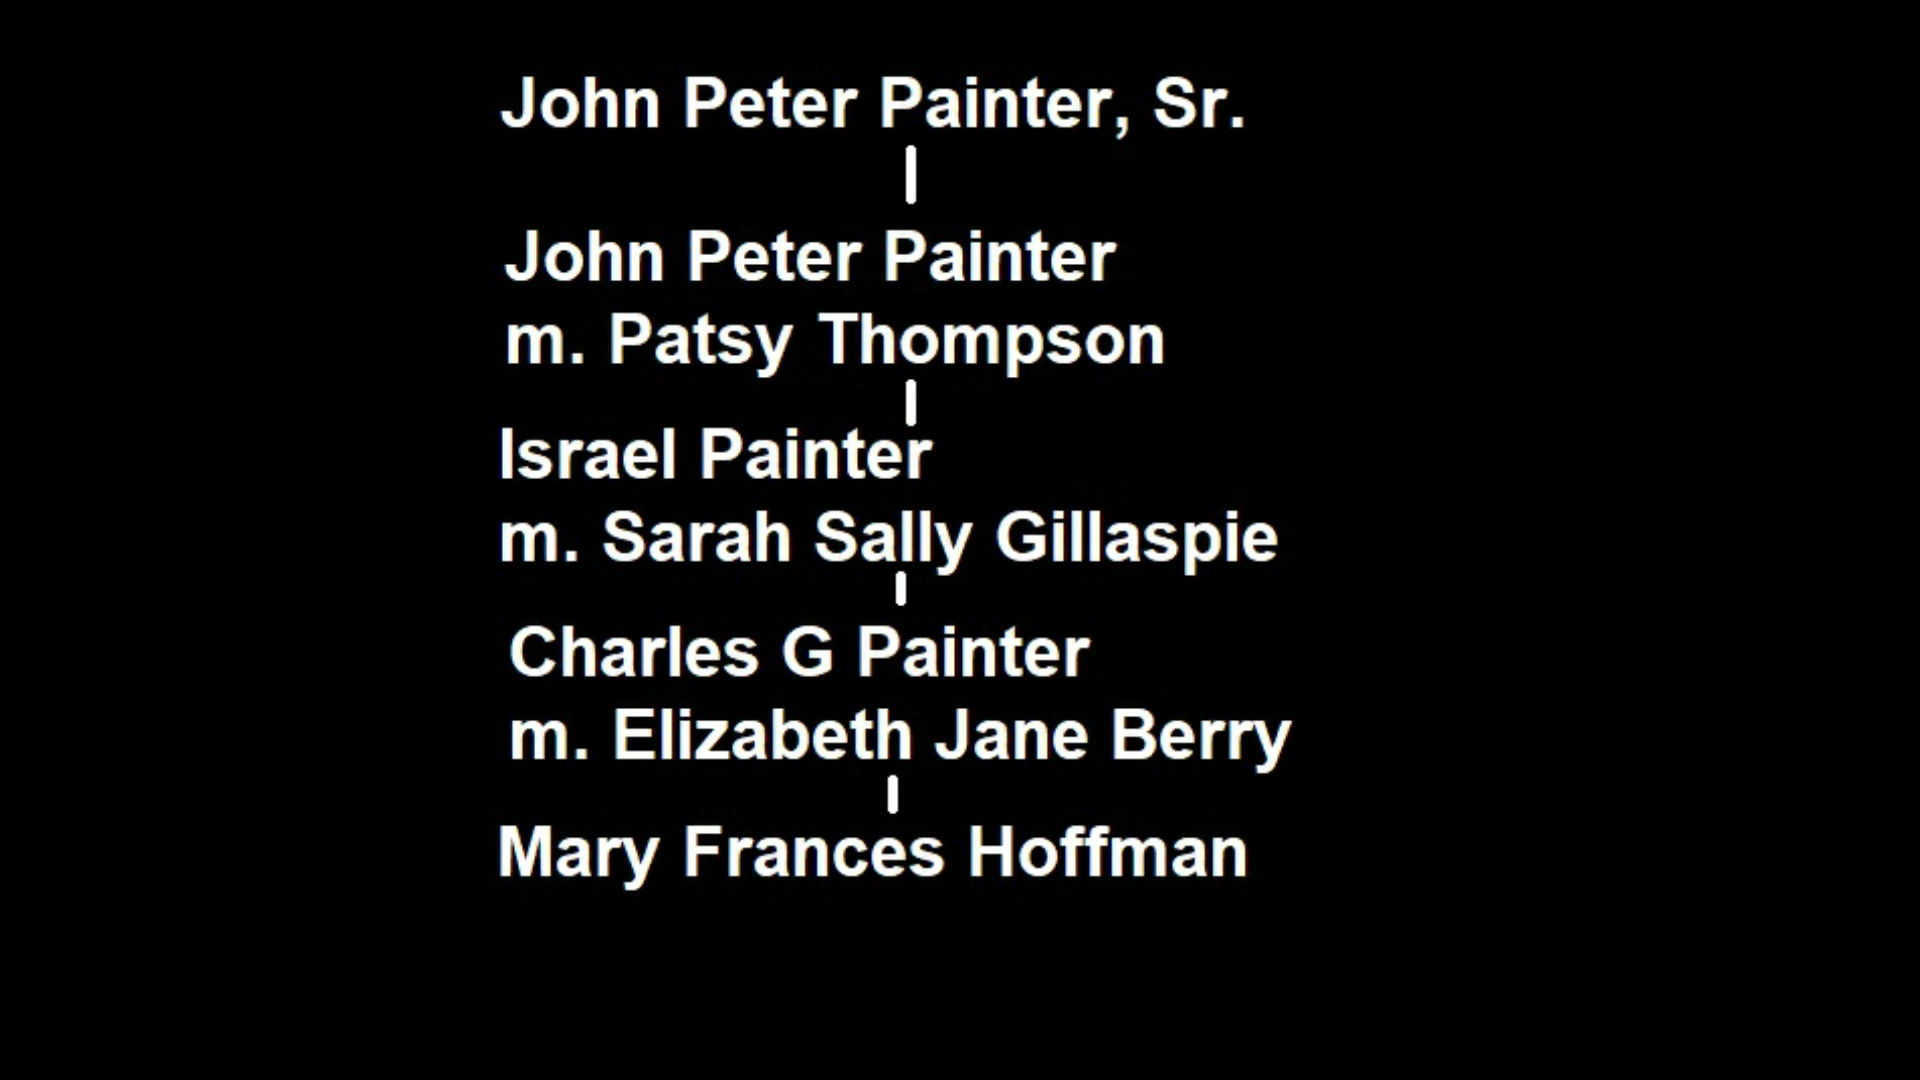 John Peter Painter, Sr.
John Peter Painter
m. Patsy Thompson
Israel Painter
m. Sarah Sally Gillaspie
Charles G Painter
m. Elizabeth Jane Berry
Mary Frances Hoffman